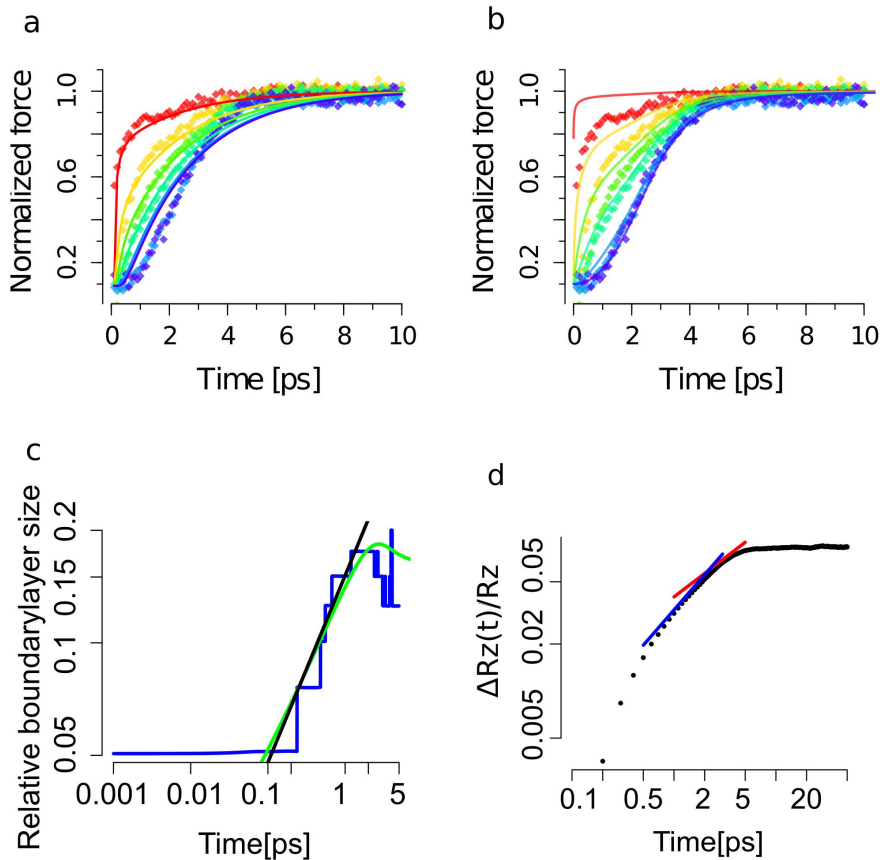 a
Normalized force
1.0
0.6
0.2
0 2 4 6 8 10
Time [ps]
b
Normalized force
1.0
0.6
0.2
0 2 4 6 8 10
Time [ps]
c
Relative boundarylayer size
0.2
0.15
0.1
0.05
0.001 0.1 1 5
Time[ps]
d
ΔRz(t)/Rz
0.05
0.02
0.005
0.1 0.5 2 5 20
Time[ps]